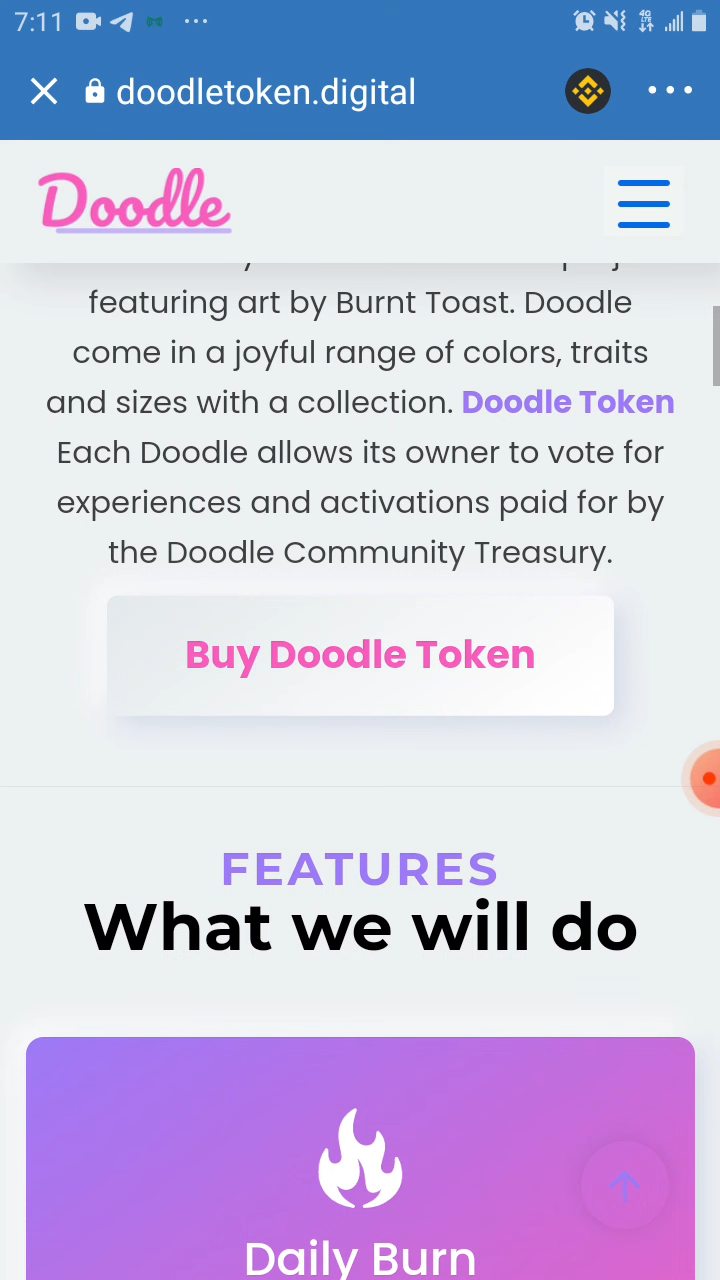 7:11
4G
LTE
doodletoken.digital
Doodle
featuring art by Burnt Toast. Doodle
come in a joyful range of colors, traits
and sizes with a collection. Doodle Token
Each Doodle allows its owner to vote for
experiences and activations paid for by
the Doodle Community Treasury.
Buy Doodle Token
FEATURES
What we will do
Daily Burn